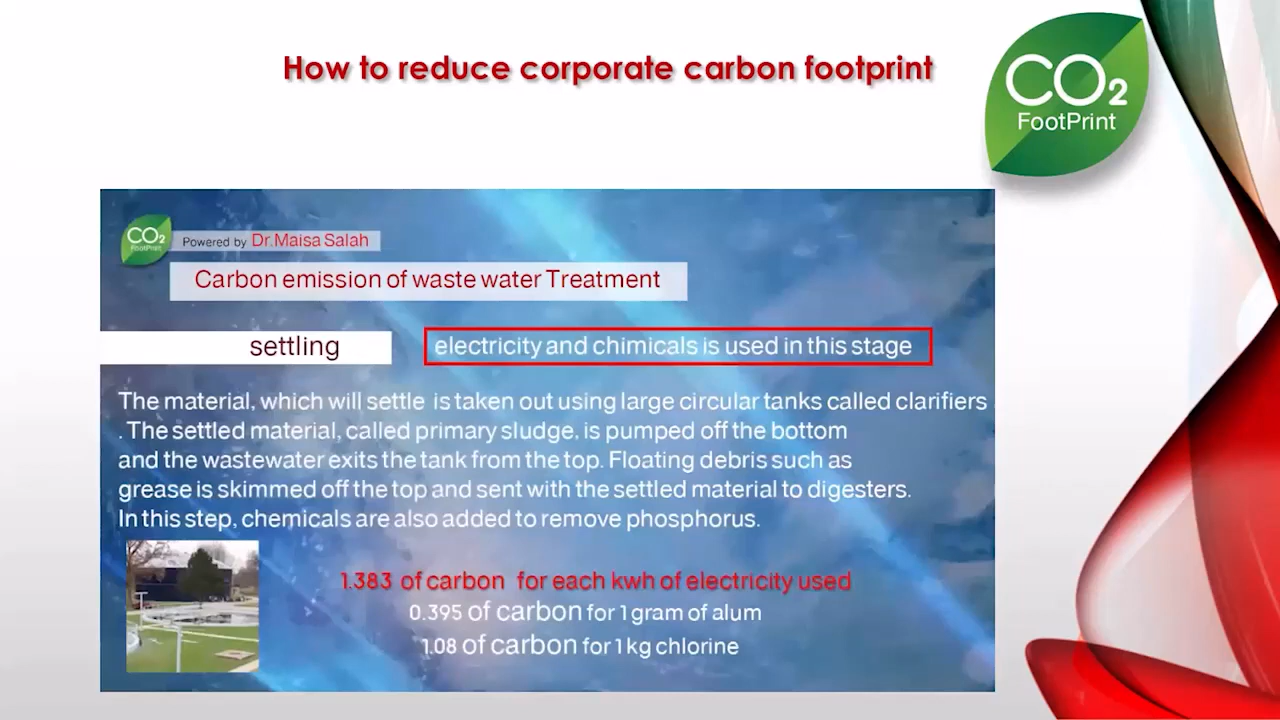 How to reduce corporate carbon footprint
CO2
FootPrint
CO2
FootPrint
Powered by Dr.Maisa Salah
Carbon emission of waste water Treatment
settling
electricity and chimicals is used in this stage
The material, which will settle is taken out using large circular tanks called clarifiers
. The settled material, called primary sludge, is pumped off the bottom
and the wastewater exits the tank from the top. Floating debris such as
grease is skimmed off the top and sent with the settled material to digesters.
In this step, chemicals are also added to remove phosphorus.
1.383 of carbon for each kwh of electricity used
0.395 of carbon for 1 gram of alum
1.08 of carbon for 1 kg chlorine